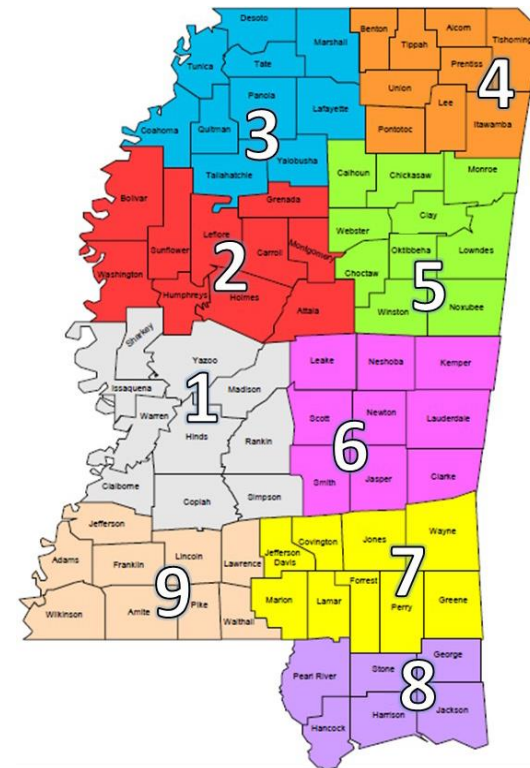 Desoto
Benton
Alcorn
Tishoming
Marshall
Tippah
Tunica
Tate
Prentiss
4
Panola
Union
Lafayette
Lee
Coahoma
Quitman
3
Pontotoc
Itawamba
Yalobusha
Tallahatchie
Calhoun
Chickasaw
Monroe
Bolivar
Grenada
Clay
Leflore
Webster
Sunflower
2
Carroll
Montgomery
Oktibbeha
Lowndes
Washington
Choctaw
5
Humphreys
Holmes
Attala
Winston
Noxubee
Sharkey
Yazoo
Leake
Neshoba
Kemper
Issaquena
Madison
1
Warren
Scott
Newton
Lauderdale
Hinds
Rankin
6
Claiborne
Smith
Jasper
Clarke
Copiah
Simpson
Jefferson
Covington
Jones
Wayne
Adams
Franklin
Lincoln
Lawrence
Jefferson
Davis
7
9
Forrest
Wilkinson
Amite
Pike
Walthall
Marion
Lamar
Perry
Greene
George
Pearl River
Stone
8
Hancock
Harrison
Jackson